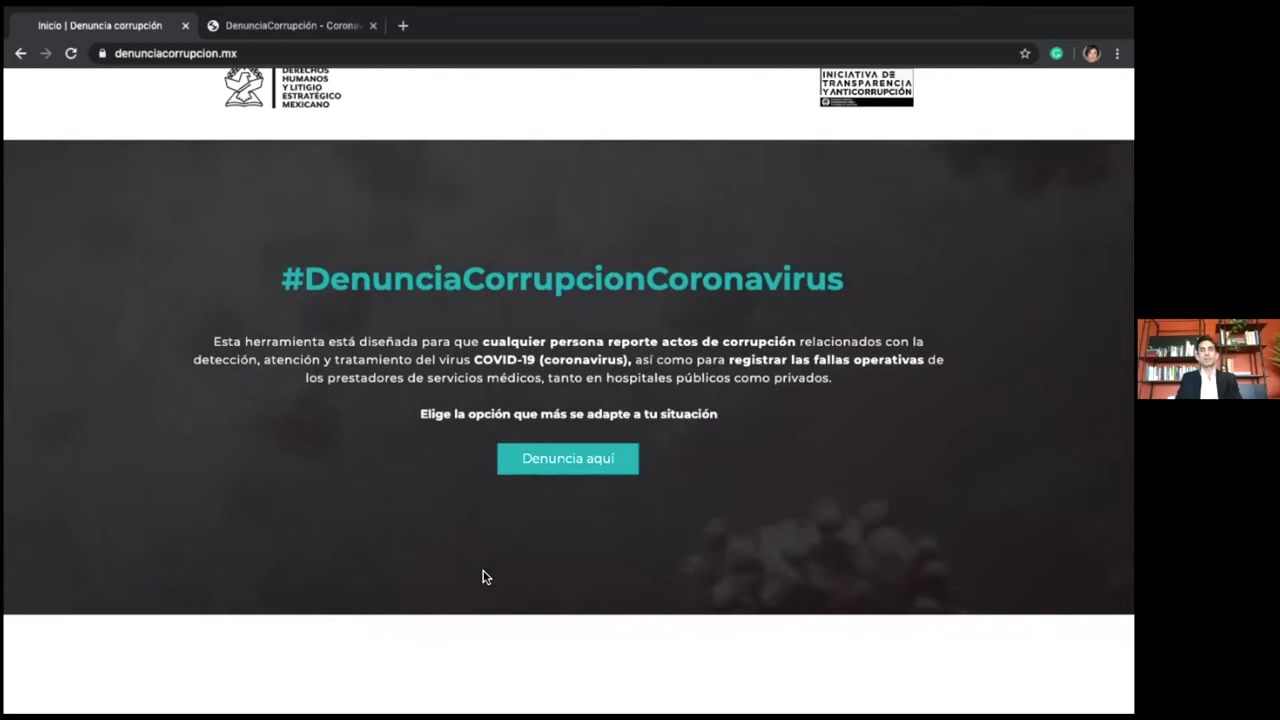 Inicio | Denuncia corrupción
DenunciaCorrupción - Corona
denunciacorrupcion.mx
DERECHOS
HUMANOS
Y LITIGIO
ESTRATÉGICO
MEXICANO
INICIATIVA DE
TRANSPARENCIA
Y ANTICORRUPCIÓN
#DenunciaCorrupcionCoronavirus
Esta herramienta está diseñada para que cualquier persona reporte actos de corrupción relacionados con la
detección, atención y tratamiento del virus COVID-19 (coronavirus), así como para registrar las fallas operativas de
los prestadores de servicios médicos, tanto en hospitales públicos como privados.
Elige la opción que más se adapte a tu situación
Denuncia aquí